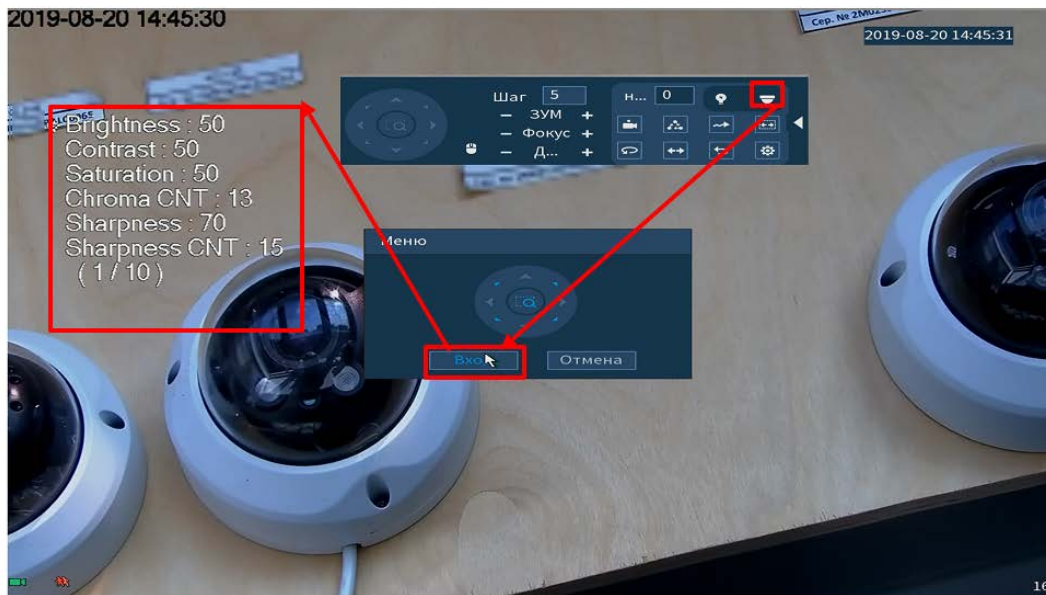 2019-08-20 14:45:30
Сер. №
2019-08-20 14:45:31
Шаг 5
н... 0
– ЗУМ +
– Фокус +
– Д... +
Brightness : 50
Contrast : 50
Saturation : 50
Chroma CNT : 13
Sharpness : 70
Sharpness CNT : 15
( 1 / 10 )
Меню
Отмена
16